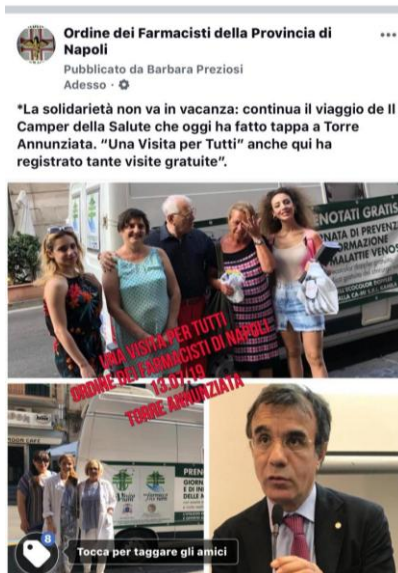 Ordine dei Farmacisti della Provincia di
Napoli
Pubblicato da Barbara Preziosi
Adesso ·
*La solidarietà non va in vacanza: continua il viaggio de Il
Camper della Salute che oggi ha fatto tappa a Torre
Annunziata. “Una Visita per Tutti” anche qui ha
registrato tante visite gratuite”.
ENOTATI GRATIS
NATA DI PREVENZ
ORMAZIONE
MALATTIE VENOS
UNA VISITA PER TUTTI
ORDINE DEI FARMACISTI DI NAPOLI
13.07.19
TORRE ANNUNZIATA
PREN
GIORN
E DI IN
DELLE M
8
Tocca per taggare gli amici